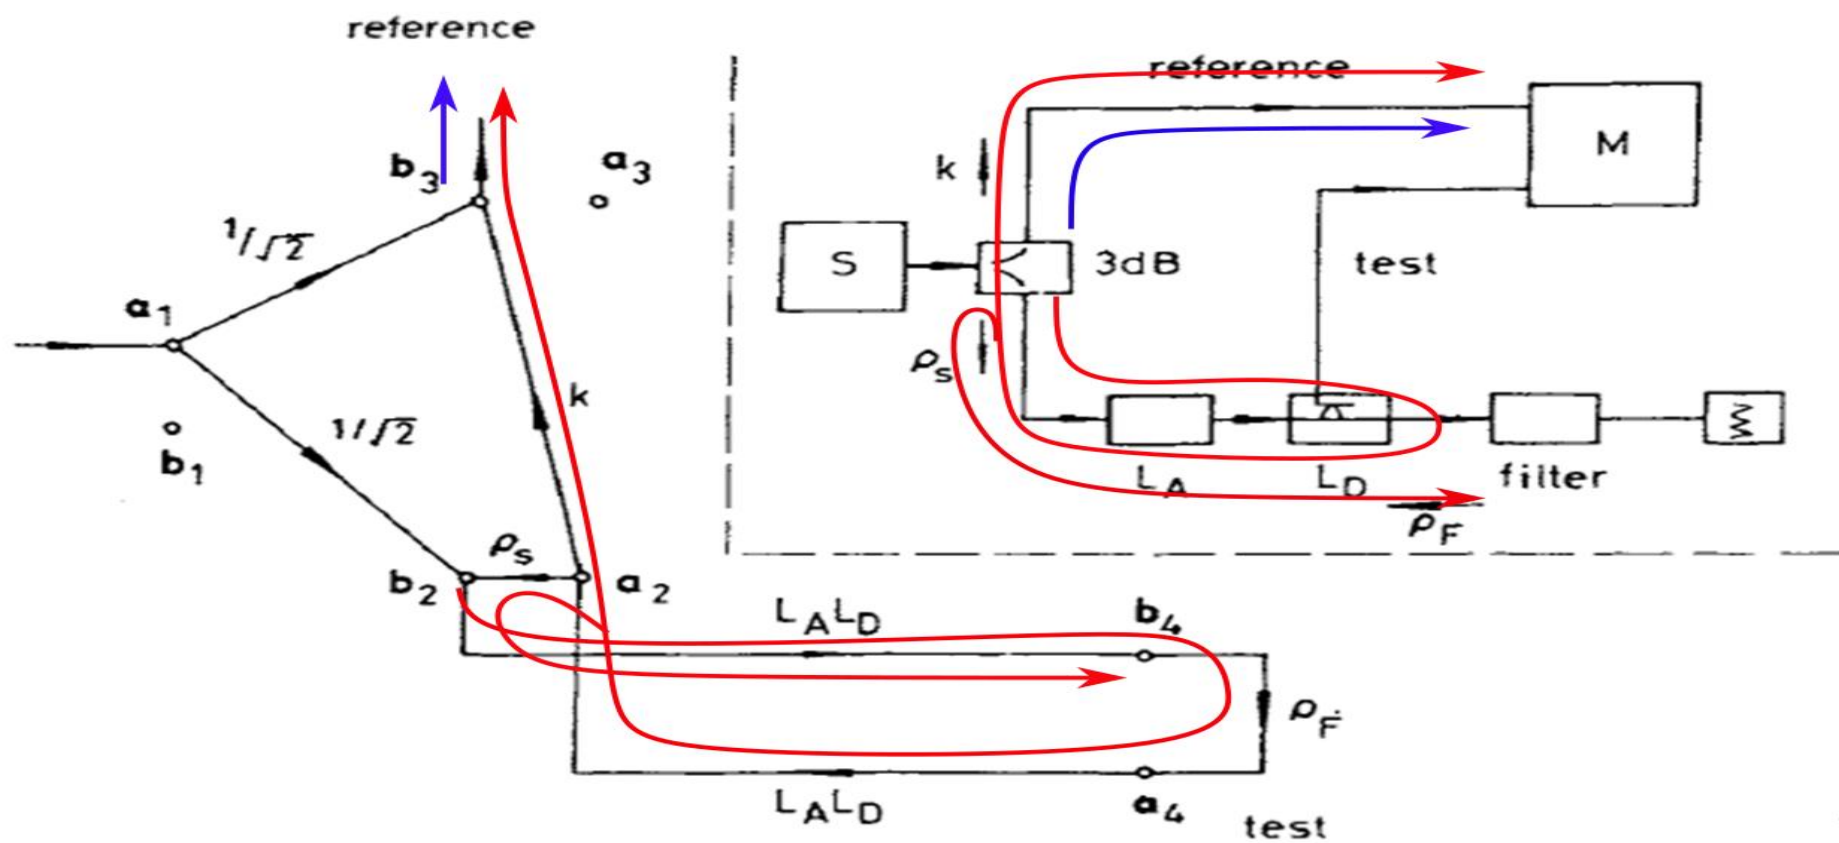 reference
b3
a3
1/√2
a1
k
1/√2
b1
ρs
b2
a2
LALD
b4
ρF
LALD
a4
test
reference
M
k
S
3dB
test
ρs
LA
LD
filter
ρF